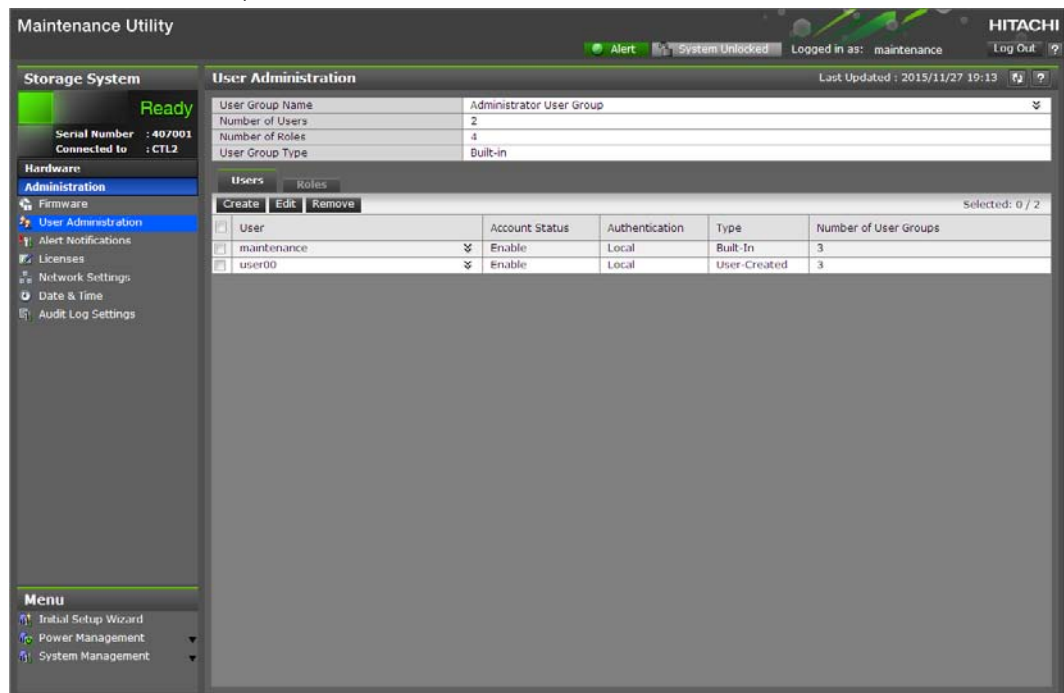 Maintenance Utility
HITACHI
Alert System Unlocked Logged in as: maintenance Log Out ?
Storage System
Ready
Serial Number : 407001
Connected to : CTL2
Hardware
Administration
Firmware
User Administration
Alert Notifications
Licenses
Network Settings
Date & Time
Audit Log Settings
Menu
Initial Setup Wizard
Power Management
System Management
User Administration Last Updated : 2015/11/27 19:13 ?
User Group Name Administrator User Group
Number of Users 2
Number of Roles 4
User Group Type Built-in
Users Roles
Create Edit Remove Selected: 0 / 2
User Account Status Authentication Type Number of User Groups
maintenance Enable Local Built-In 3
user00 Enable Local User-Created 3